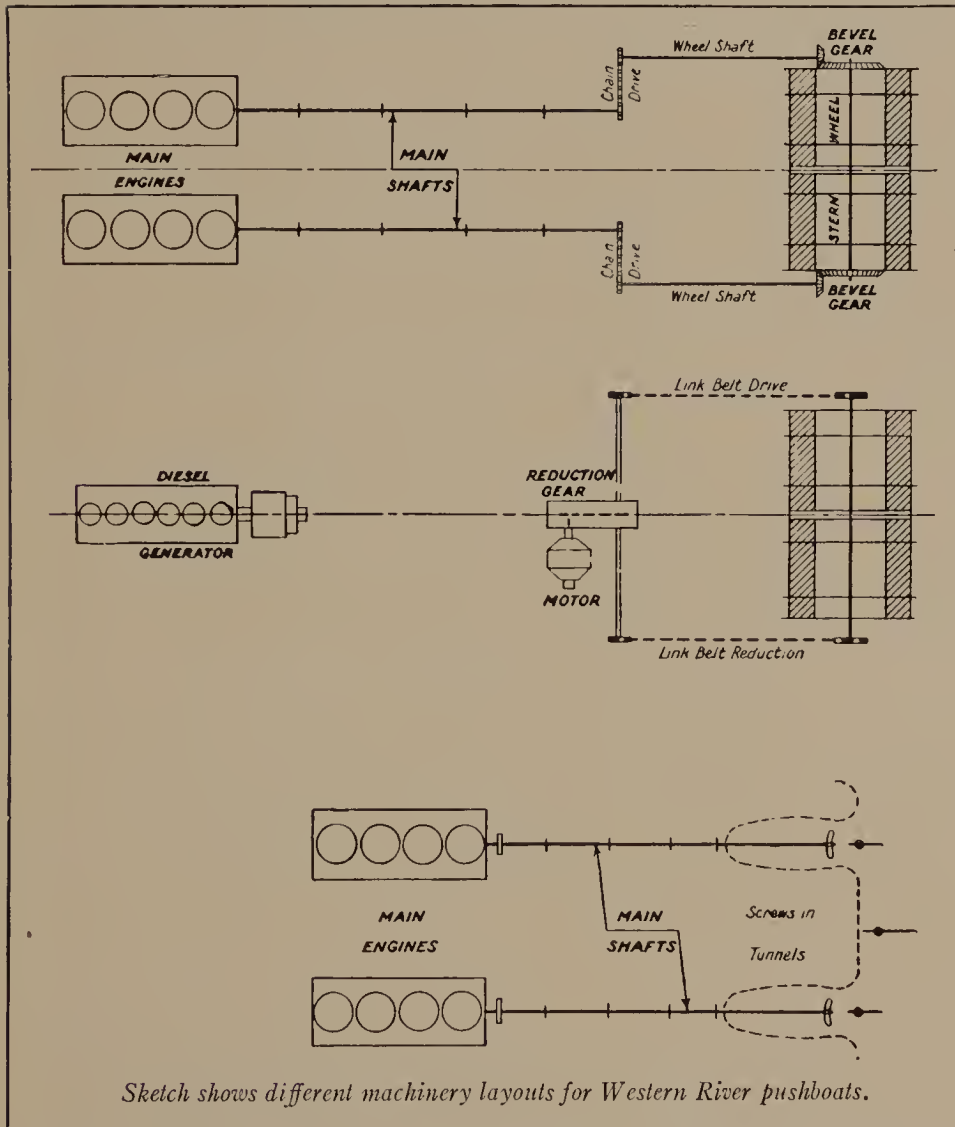 BEVEL
GEAR
Wheel Shaft
Chain
Drive
WHEEL
MAIN
ENGINES
MAIN
SHAFTS
STERN
Chain
Drive
Wheel Shaft
BEVEL
GEAR
Link Belt Drive
DIESEL
GENERATOR
REDUCTION
GEAR
MOTOR
Link Belt Reduction
MAIN
ENGINES
MAIN
SHAFTS
Screws in
Tunnels
Sketch shows different machinery layouts for Western River pushboats.